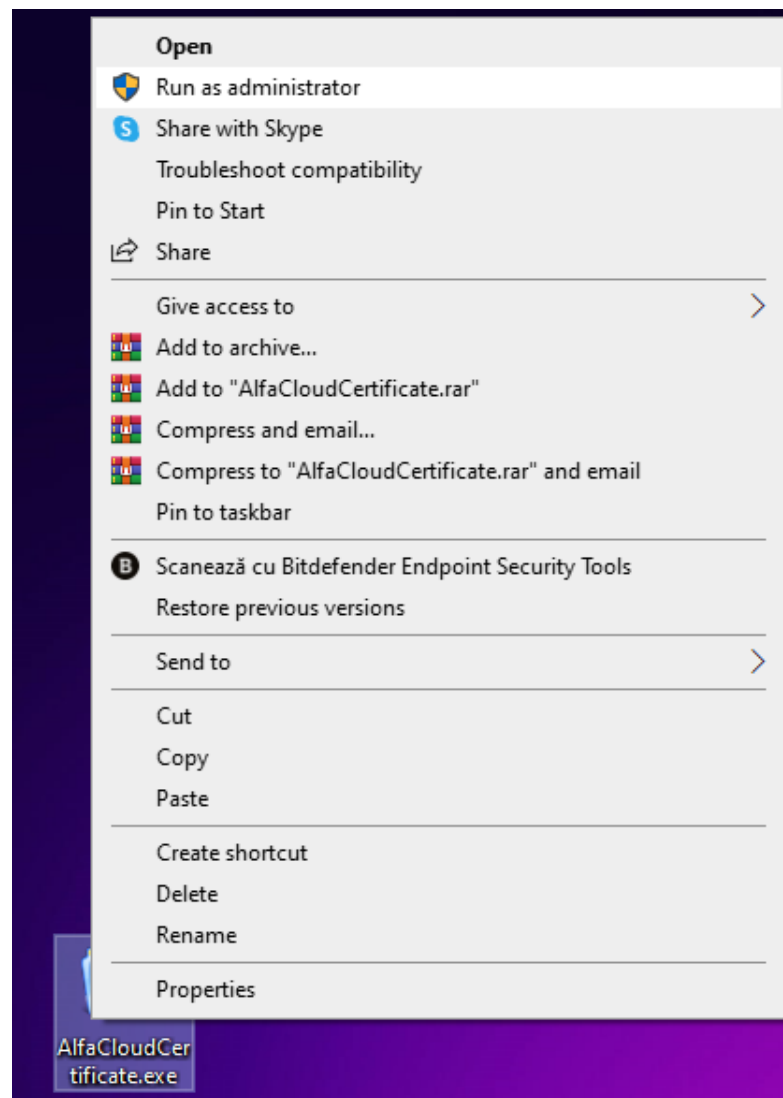 Open
Run as administrator
Share with Skype
Troubleshoot compatibility
Pin to Start
Share
Give access to
Add to archive...
Add to "AlfaCloudCertificate.rar"
Compress and email...
Compress to "AlfaCloudCertificate.rar" and email
Pin to taskbar
Scanează cu Bitdefender Endpoint Security Tools
Restore previous versions
Send to
Cut
Copy
Paste
Create shortcut
Delete
Rename
Properties
AlfaCloudCer
tificate.exe